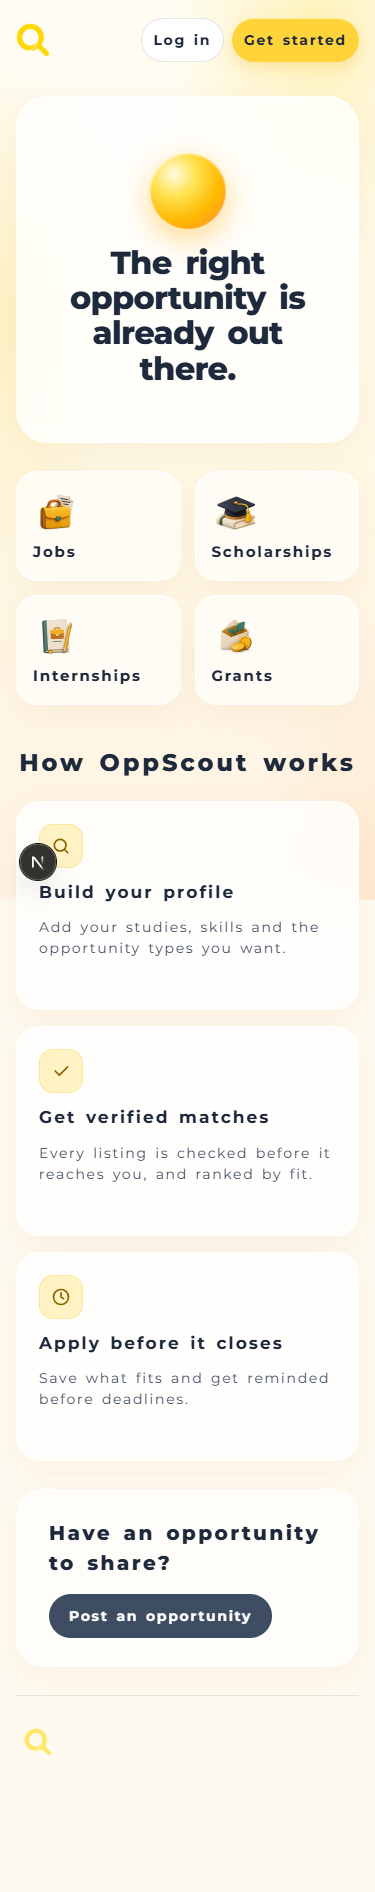 Log in
Get started
The right
opportunity is
already out
there.
Jobs
Scholarships
Internships
Grants
How OppScout works
N
Build your profile
Add your studies, skills and the
opportunity types you want.
Get verified matches
Every listing is checked before it
reaches you, and ranked by fit.
Apply before it closes
Save what fits and get reminded
before deadlines.
Have an opportunity
to share?
Post an opportunity